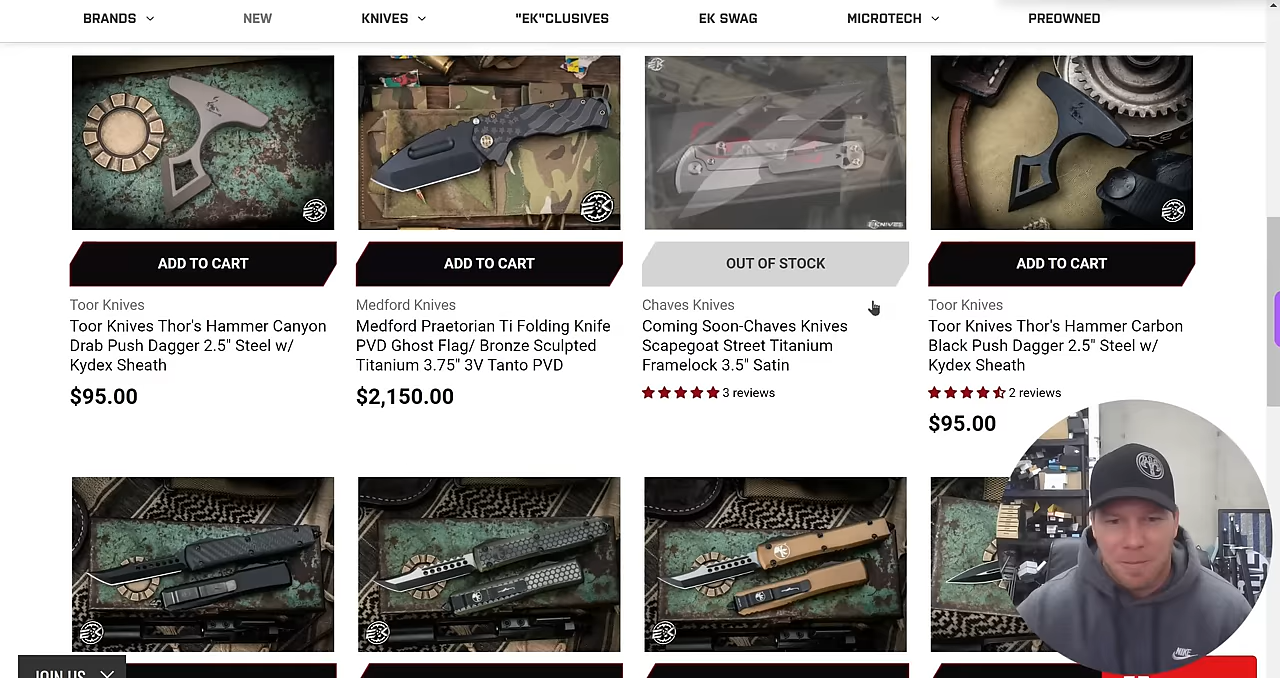 BRANDS NEW KNIVES "EK"CLUSIVES EK SWAG MICROTECH PREOWNED
ADD TO CART
Toor Knives
Toor Knives Thor's Hammer Canyon
Drab Push Dagger 2.5" Steel w/
Kydex Sheath
$95.00
ADD TO CART
Medford Knives
Medford Praetorian Ti Folding Knife
PVD Ghost Flag/ Bronze Sculpted
Titanium 3.75" 3V Tanto PVD
$2,150.00
OUT OF STOCK
Chaves Knives
Coming Soon-Chaves Knives
Scapegoat Street Titanium
Framelock 3.5" Satin
3 reviews
ADD TO CART
Toor Knives
Toor Knives Thor's Hammer Carbon
Black Push Dagger 2.5" Steel w/
Kydex Sheath
2 reviews
$95.00
JOIN US
NIKE